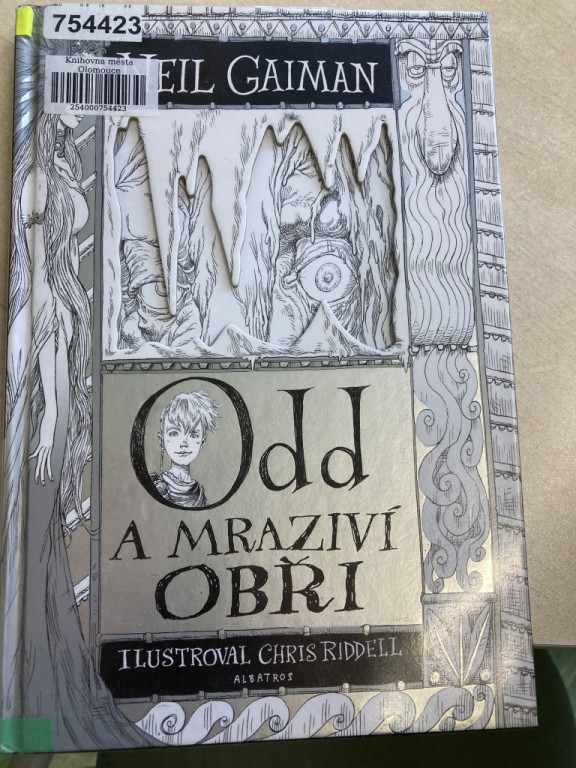 754423
Knihovna města
Olomouce
254000754423
NEIL GAIMAN
Odd
A MRAZIVÍ
OBŘI
ILUSTROVAL CHRIS RIDDELL
ALBATROS